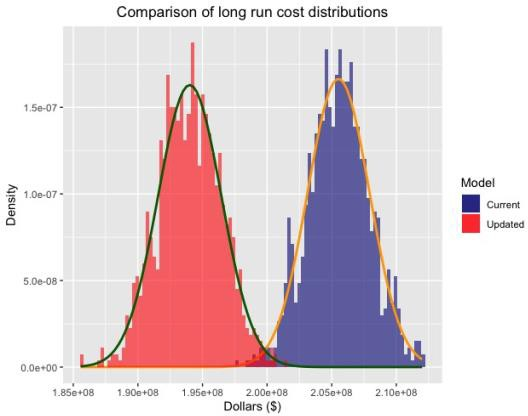 Comparison of long run cost distributions
1.5e-07
1.0e-07
5.0e-08
0.0e+00
Density
1.85e+08 1.90e+08 1.95e+08 2.00e+08 2.05e+08 2.10e+08
Dollars ($)
Model
Current
Updated